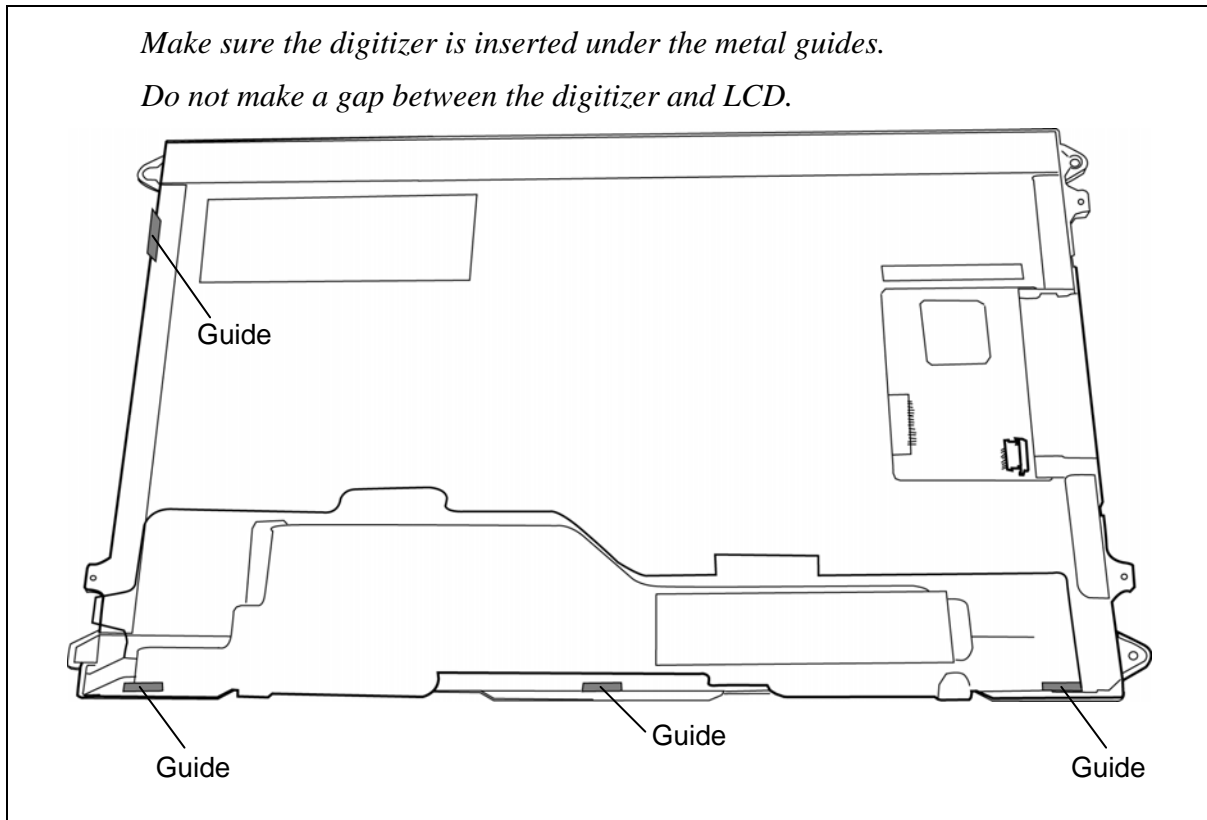 Make sure the digitizer is inserted under the metal guides.
Do not make a gap between the digitizer and LCD.
Guide
Guide
Guide
Guide